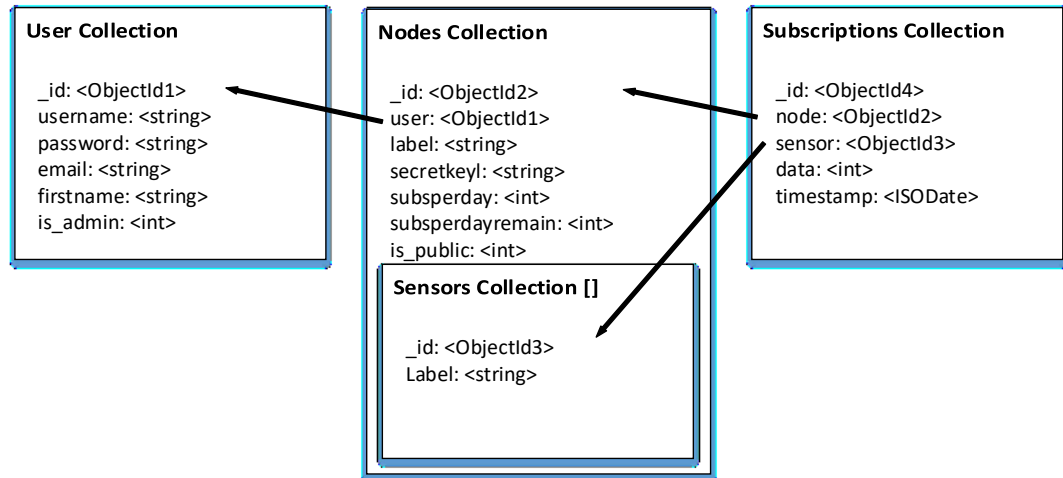 User Collection
_id: <ObjectId1>
username: <string>
password: <string>
email: <string>
firstname: <string>
is_admin: <int>
Nodes Collection
_id: <ObjectId2>
user: <ObjectId1>
label: <string>
secretkeyl: <string>
subsperday: <int>
subsperdayremain: <int>
is_public: <int>
Sensors Collection []
_id: <ObjectId3>
Label: <string>
Subscriptions Collection
_id: <ObjectId4>
node: <ObjectId2>
sensor: <ObjectId3>
data: <int>
timestamp: <ISODate>